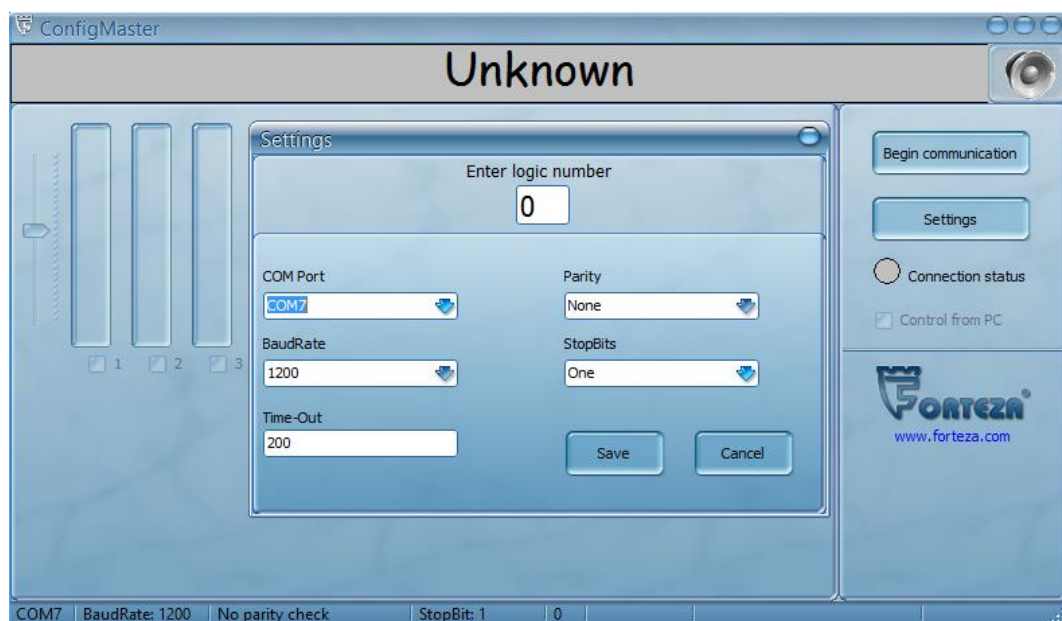 ConfigMaster
Unknown
Settings
Enter logic number
0
COM Port
COM7
Parity
None
BaudRate
1200
StopBits
One
Time-Out
200
Save
Cancel
1
2
3
Begin communication
Settings
Connection status
Control from PC
FORTEZA
www.forteza.com
COM7
BaudRate: 1200
No parity check
StopBit: 1
0